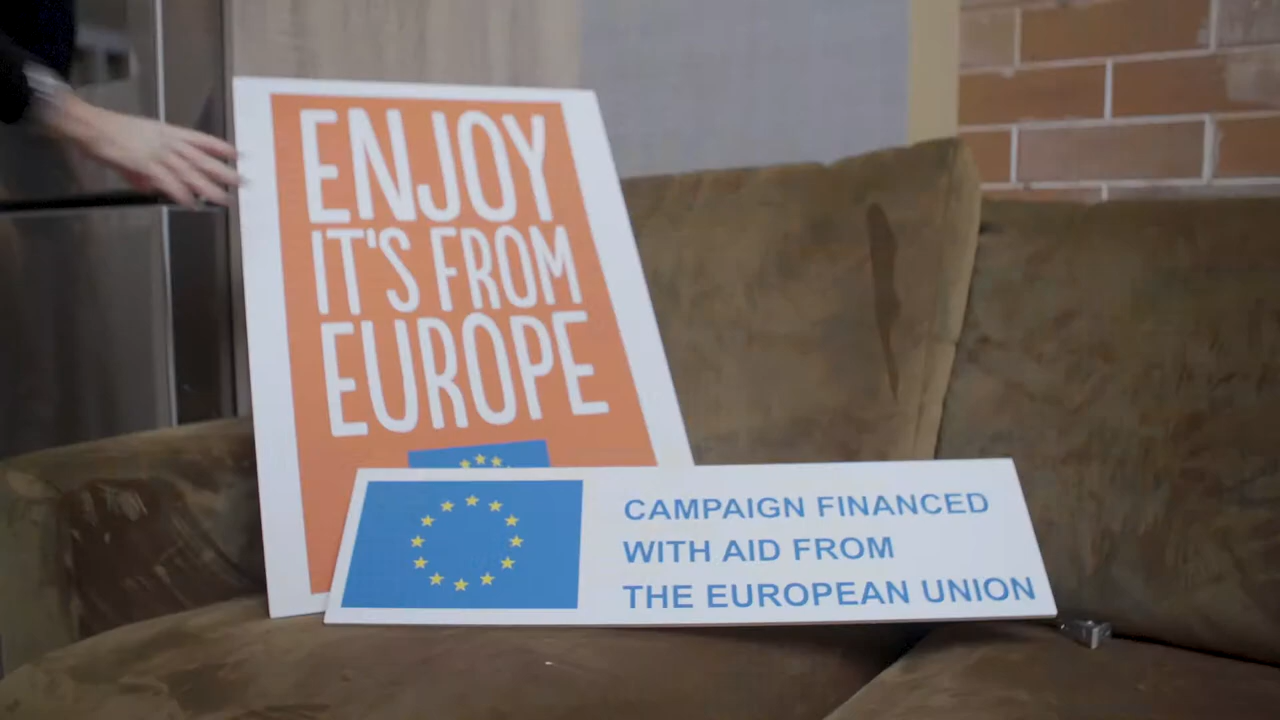 ENJOY
IT'S FROM
EUROPE
CAMPAIGN FINANCED
WITH AID FROM
THE EUROPEAN UNION